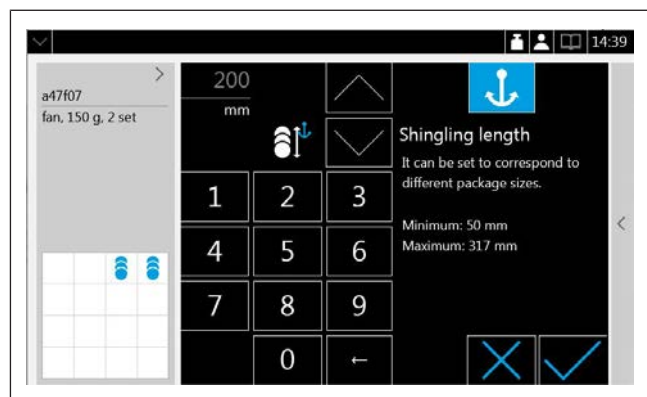 14:39
a47f07
fan, 150 g, 2 set
200
mm
1 2 3
4 5 6
7 8 9
0 ←
Shingling length
It can be set to correspond to
different package sizes.
Minimum: 50 mm
Maximum: 317 mm